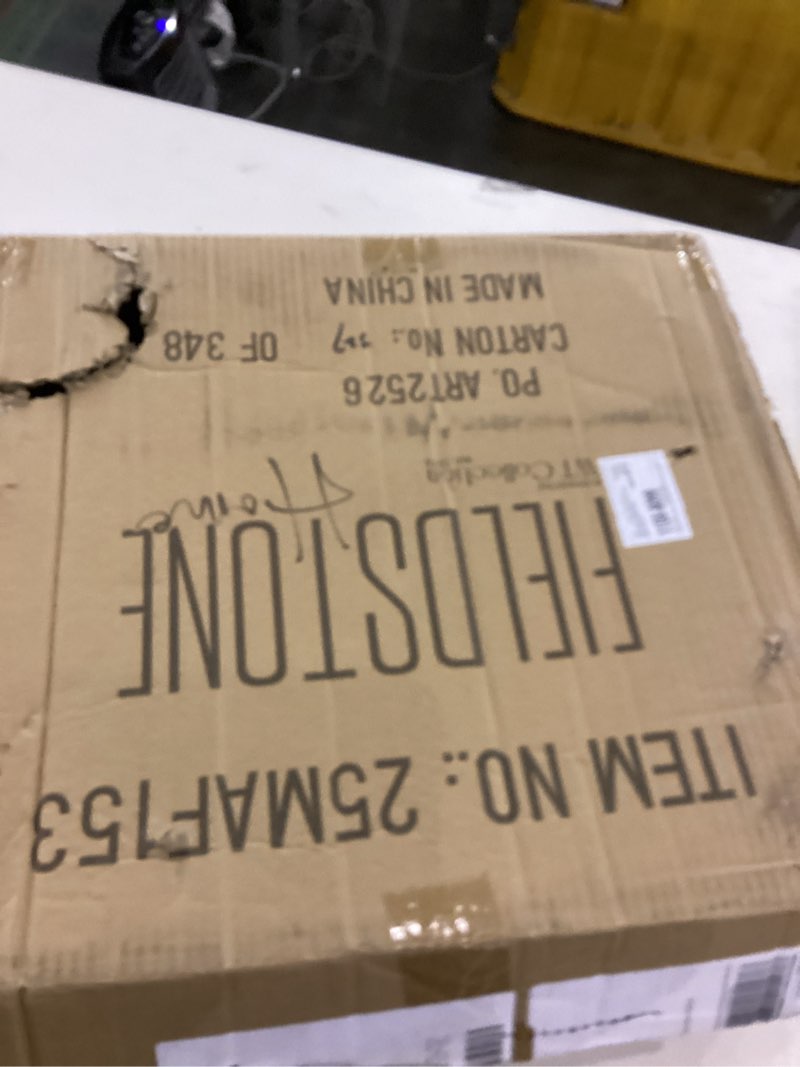 ITEM NO.: 25MAF153
FIELDSTONE
Home
PO. ART2526
CARTON No.: OF 348
MADE IN CHINA